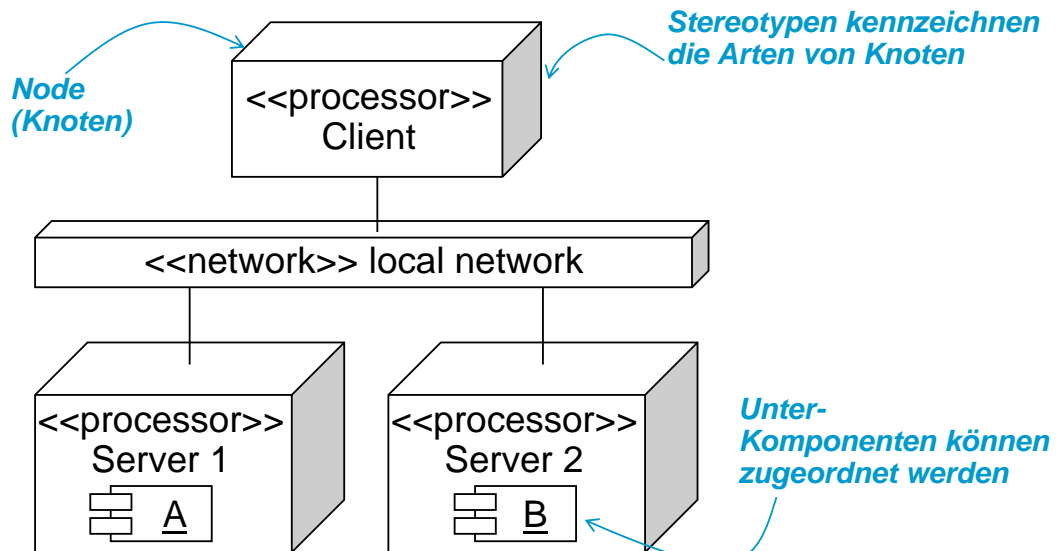 Stereotypen kennzeichnen
die Arten von Knoten
Node
(Knoten)
<<processor>>
Client
<<network>> local network
<<processor>>
Server 1
A
<<processor>>
Server 2
B
Unter-
Komponenten können
zugeordnet werden